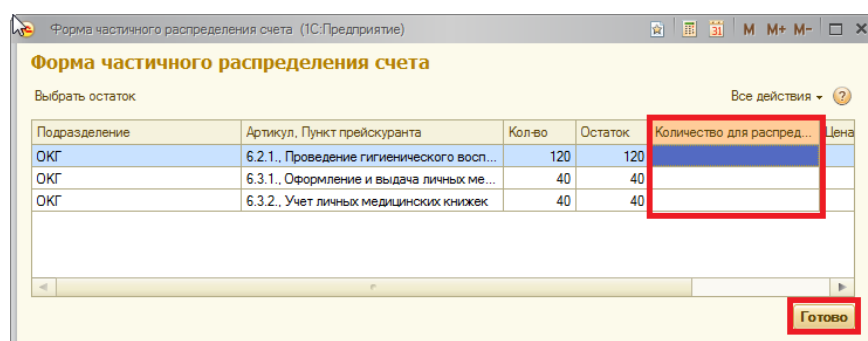 Форма частичного распределения счета (1С:Предприятие) 31 M M+ M-
Форма частичного распределения счета
Выбрать остаток Все действия ?
Подразделение Артикул, Пункт прейскуранта Кол-во Остаток Количество для распред... Цена
ОКГ 6.2.1., Проведение гигиенического восп... 120 120
ОКГ 6.3.1., Оформление и выдача личных ме... 40 40
ОКГ 6.3.2., Учет личных медицинских книжек 40 40
Готово